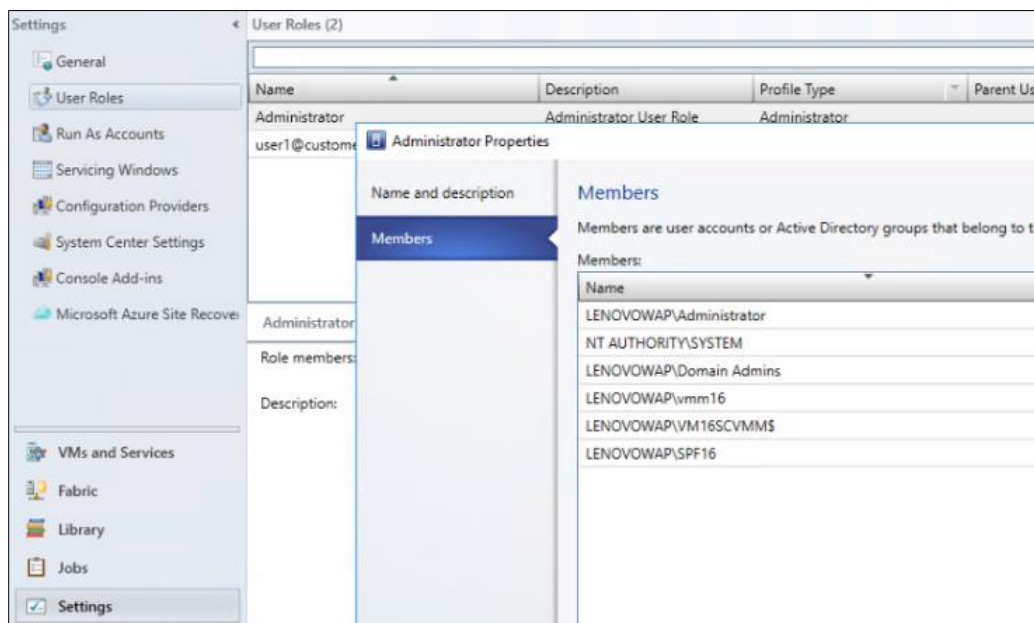 Settings
General
User Roles
Run As Accounts
Servicing Windows
Configuration Providers
System Center Settings
Console Add-ins
Microsoft Azure Site Recover
VMs and Services
Fabric
Library
Jobs
Settings
User Roles (2)
Name Description Profile Type Parent Us
Administrator Administrator User Role Administrator
user1@custome
Administrator
Role members:
Description:
Administrator Properties
Name and description
Members
Members
Members are user accounts or Active Directory groups that belong to t
Members:
Name
LENOVOWAP\Administrator
NT AUTHORITY\SYSTEM
LENOVOWAP\Domain Admins
LENOVOWAP\vmm16
LENOVOWAP\VM16SCVMM$
LENOVOWAP\SPF16